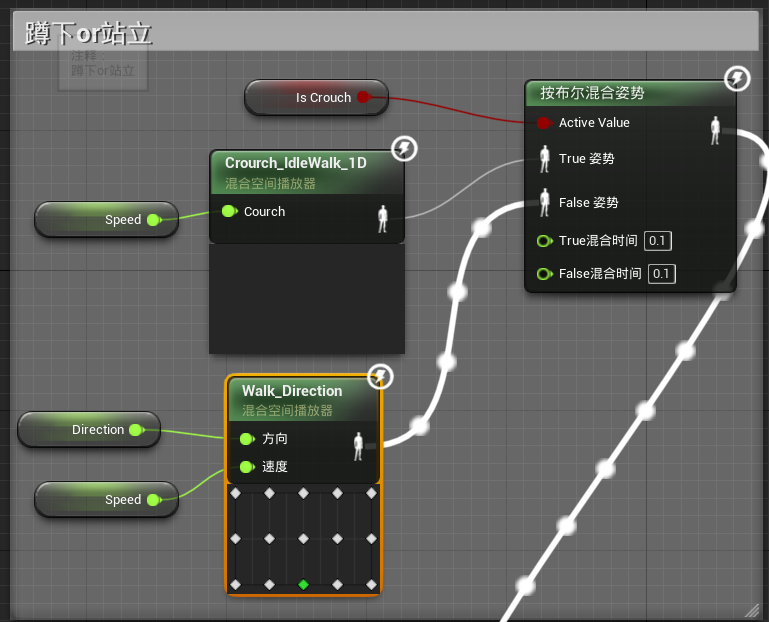 蹲下or站立
注释：
蹲下or站立
Is Crouch
按布尔混合姿势
Active Value
True 姿势
False 姿势
True混合时间 0.1
False混合时间 0.1
Crourch_IdleWalk_1D
混合空间播放器
Courch
Speed
Walk_Direction
混合空间播放器
方向
速度
Direction
Speed